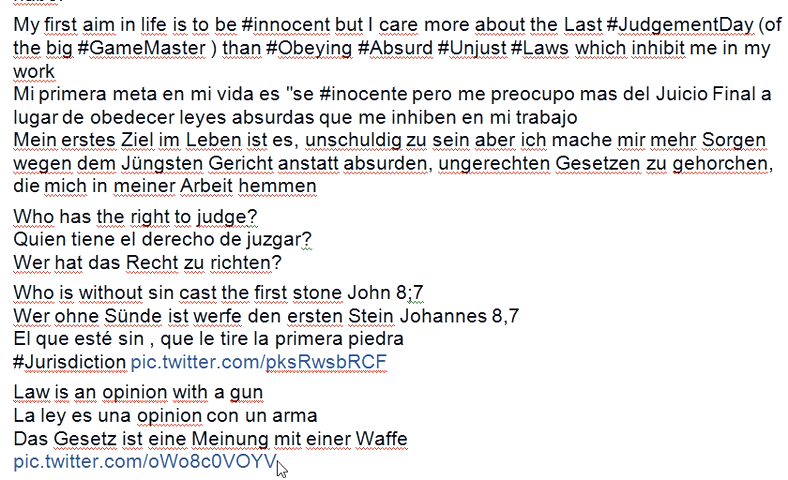 My first aim in life is to be #innocent but I care more about the Last #JudgementDay (of
the big #GameMaster ) than #Obeying #Absurd #Unjust #Laws which inhibit me in my
work
Mi primera meta en mi vida es "se #inocente pero me preocupo mas del Juicio Final a
lugar de obedecer leyes absurdas que me inhiben en mi trabajo
Mein erstes Ziel im Leben ist es, unschuldig zu sein aber ich mache mir mehr Sorgen
wegen dem Jüngsten Gericht anstatt absurden, ungerechten Gesetzen zu gehorchen,
die mich in meiner Arbeit hemmen
Who has the right to judge?
Quien tiene el derecho de juzgar?
Wer hat das Recht zu richten?
Who is without sin cast the first stone John 8;7
Wer ohne Sünde ist werfe den ersten Stein Johannes 8,7
El que esté sin , que le tire la primera piedra
#Jurisdiction pic.twitter.com/pksRwsbRCF
Law is an opinion with a gun
La ley es una opinion con un arma
Das Gesetz ist eine Meinung mit einer Waffe
pic.twitter.com/oWo8c0VOYV